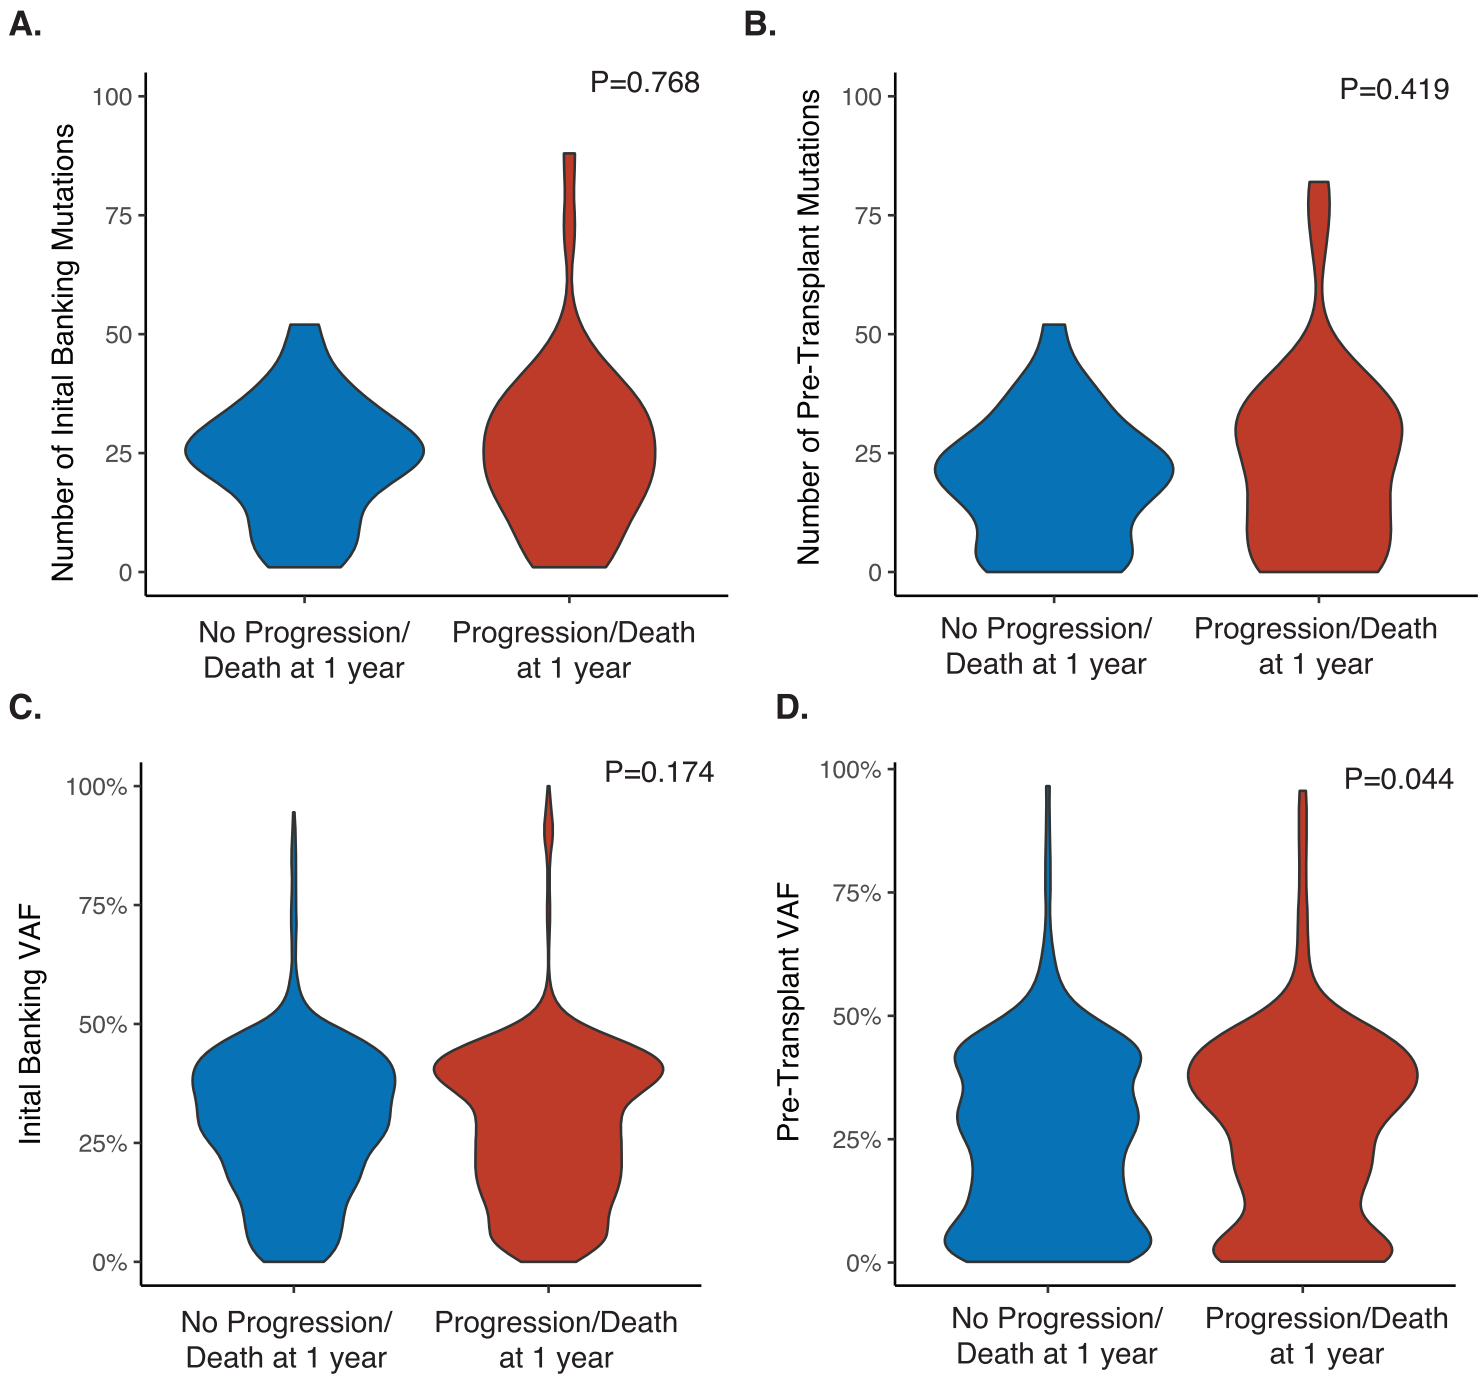 A.
P=0.768
Number of Inital Banking Mutations
100
75
50
25
0
No Progression/
Death at 1 year
Progression/Death
at 1 year
B.
P=0.419
Number of Pre-Transplant Mutations
100
75
50
25
0
No Progression/
Death at 1 year
Progression/Death
at 1 year
C.
P=0.174
Inital Banking VAF
100%
75%
50%
25%
0%
No Progression/
Death at 1 year
Progression/Death
at 1 year
D.
P=0.044
Pre-Transplant VAF
100%
75%
50%
25%
0%
No Progression/
Death at 1 year
Progression/Death
at 1 year